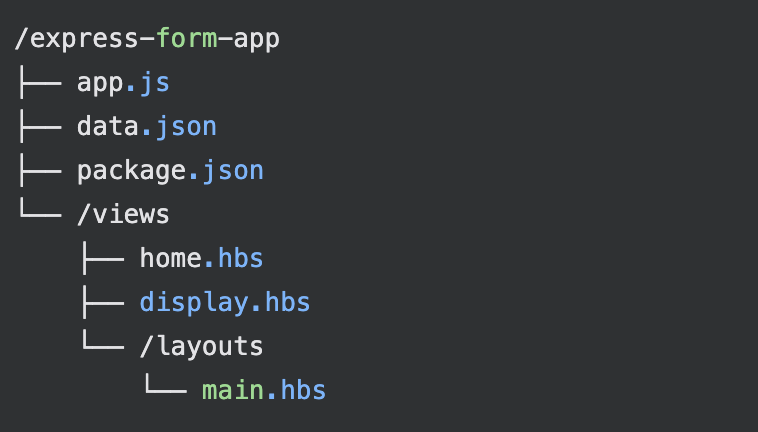 /express-form-app
├── app.js
├── data.json
├── package.json
└── /views
    ├── home.hbs
    ├── display.hbs
    └── /layouts
        └── main.hbs